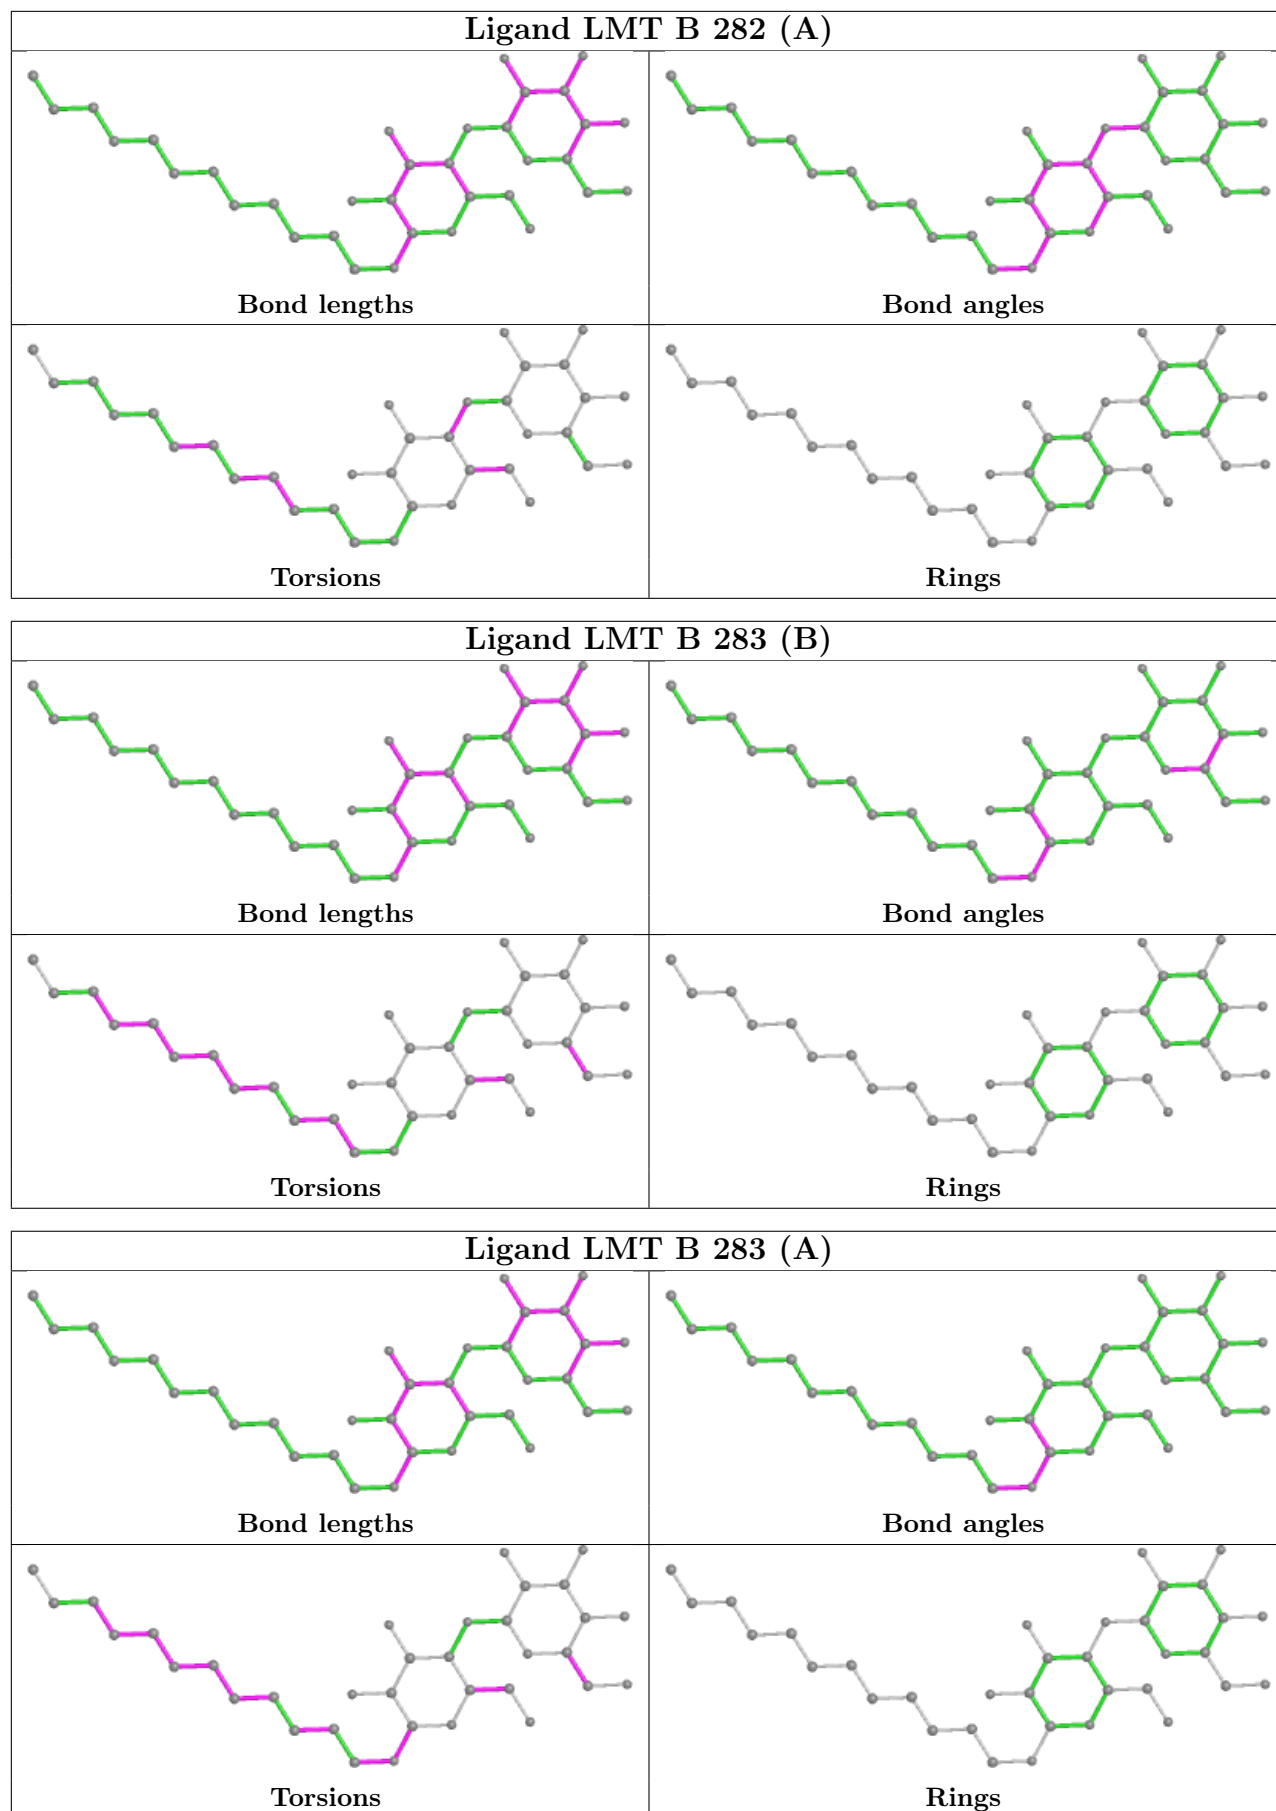 Ligand LMT B 282 (A)
Bond lengths
Bond angles
Torsions
Rings
Ligand LMT B 283 (B)
Bond lengths
Bond angles
Torsions
Rings
Ligand LMT B 283 (A)
Bond lengths
Bond angles
Torsions
Rings